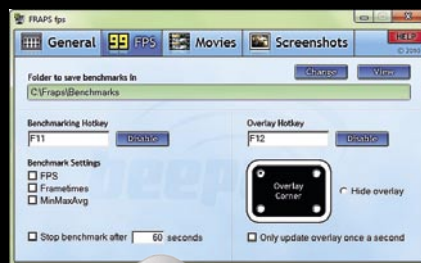 FRAPS fps
General 99 FPS Movies Screenshots HELP
© 2010
Folder to save benchmarks in Change View
C:\Fraps\Benchmarks
Benchmarking Hotkey Overlay Hotkey
F11 Disable F12 Disable
Benchmark Settings
FPS
Frametimes
MinMaxAvg
Overlay
Corner
Hide overlay
Stop benchmark after 60 seconds
Only update overlay once a second